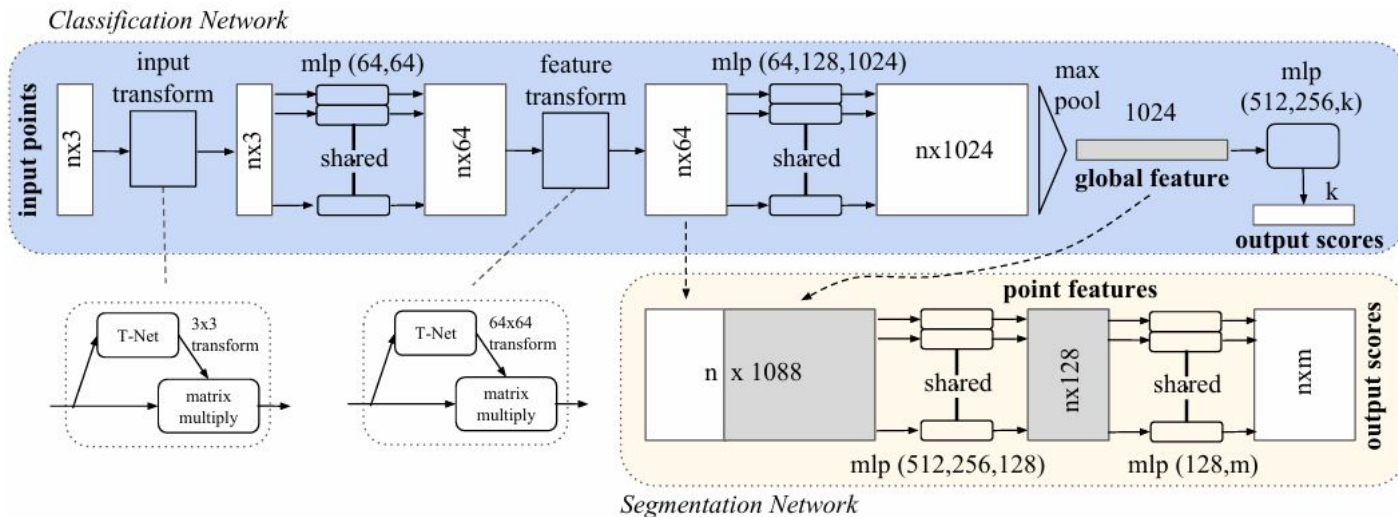 Classification Network
input points
nx3
input
transform
nx3
mlp (64,64)
shared
nx64
feature
transform
nx64
mlp (64,128,1024)
shared
nx1024
max
pool
1024
global feature
mlp
(512,256,k)
k
output scores
T-Net
3x3
transform
matrix
multiply
T-Net
64x64
transform
matrix
multiply
point features
n x 1088
shared
mlp (512,256,128)
nx128
shared
mlp (128,m)
nxm
output scores
Segmentation Network